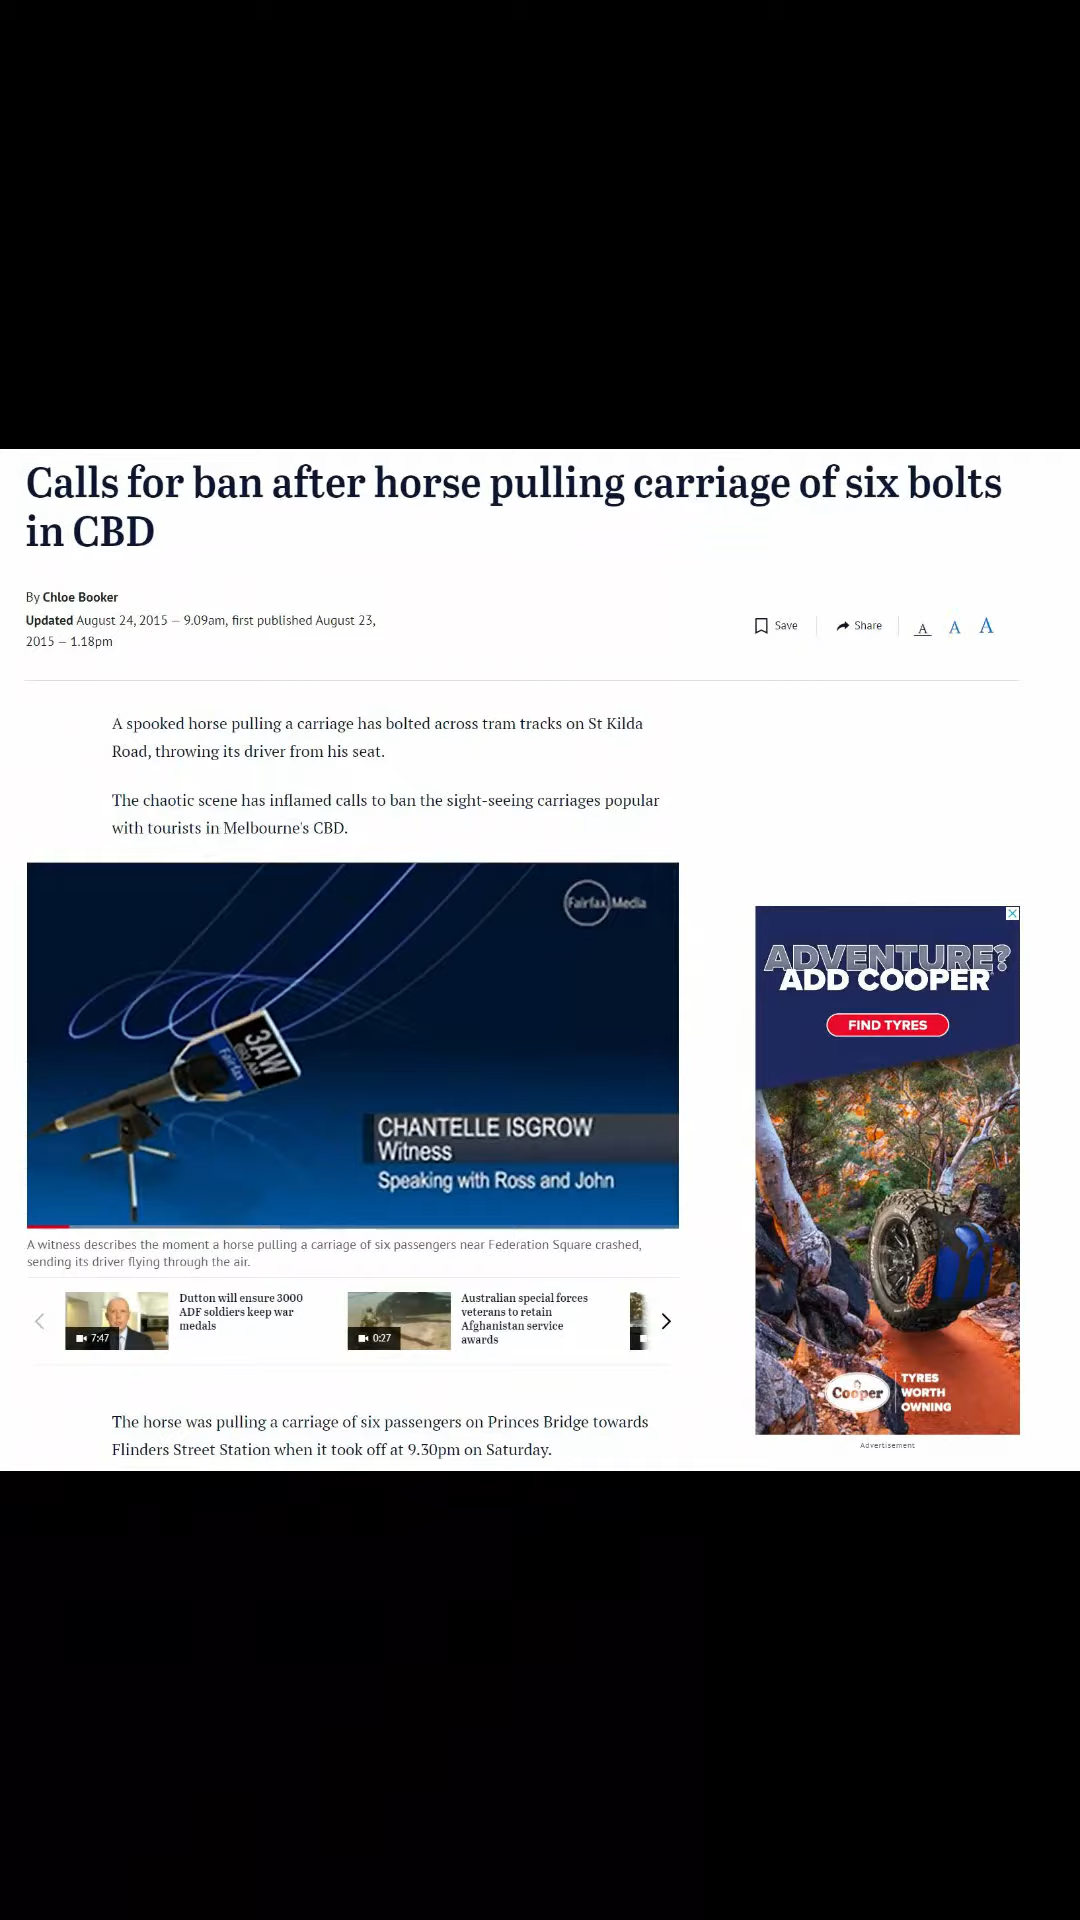 Calls for ban after horse pulling carriage of six bolts
in CBD
By Chloe Booker
Updated August 24, 2015 — 9.09am, first published August 23,
2015 — 1.18pm
Save
Share
A
A
A
A spooked horse pulling a carriage has bolted across tram tracks on St Kilda
Road, throwing its driver from his seat.
The chaotic scene has inflamed calls to ban the sight-seeing carriages popular
with tourists in Melbourne's CBD.
Fairfax Media
3AW
693 AM
Fairfax
CHANTELLE ISGROW
Witness
Speaking with Ross and John
A witness describes the moment a horse pulling a carriage of six passengers near Federation Square crashed,
sending its driver flying through the air.
7:47
Dutton will ensure 3000
ADF soldiers keep war
medals
0:27
Australian special forces
veterans to retain
Afghanistan service
awards
The horse was pulling a carriage of six passengers on Princes Bridge towards
Flinders Street Station when it took off at 9.30pm on Saturday.
ADVENTURE?
ADD COOPER
FIND TYRES
Cooper
TYRES
WORTH
OWNING
Advertisement